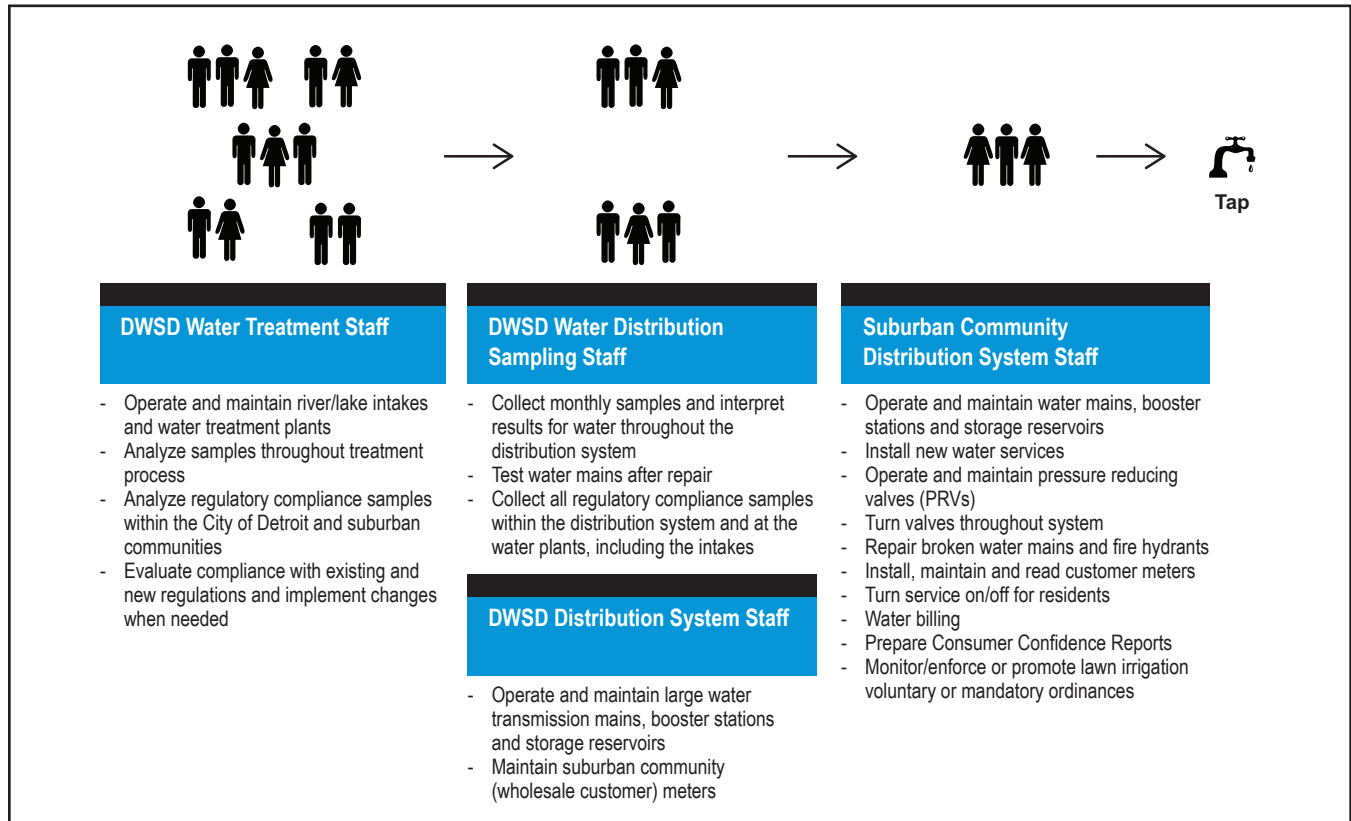 Tap
DWSD Water Treatment Staff
- Operate and maintain river/lake intakes
and water treatment plants
- Analyze samples throughout treatment
process
- Analyze regulatory compliance samples
within the City of Detroit and suburban
communities
- Evaluate compliance with existing and
new regulations and implement changes
when needed
DWSD Water Distribution
Sampling Staff
- Collect monthly samples and interpret
results for water throughout the
distribution system
- Test water mains after repair
- Collect all regulatory compliance samples
within the distribution system and at the
water plants, including the intakes
DWSD Distribution System Staff
- Operate and maintain large water
transmission mains, booster stations
and storage reservoirs
- Maintain suburban community
(wholesale customer) meters
Suburban Community
Distribution System Staff
- Operate and maintain water mains, booster
stations and storage reservoirs
- Install new water services
- Operate and maintain pressure reducing
valves (PRVs)
- Turn valves throughout system
- Repair broken water mains and fire hydrants
- Install, maintain and read customer meters
- Turn service on/off for residents
- Water billing
- Prepare Consumer Confidence Reports
- Monitor/enforce or promote lawn irrigation
voluntary or mandatory ordinances